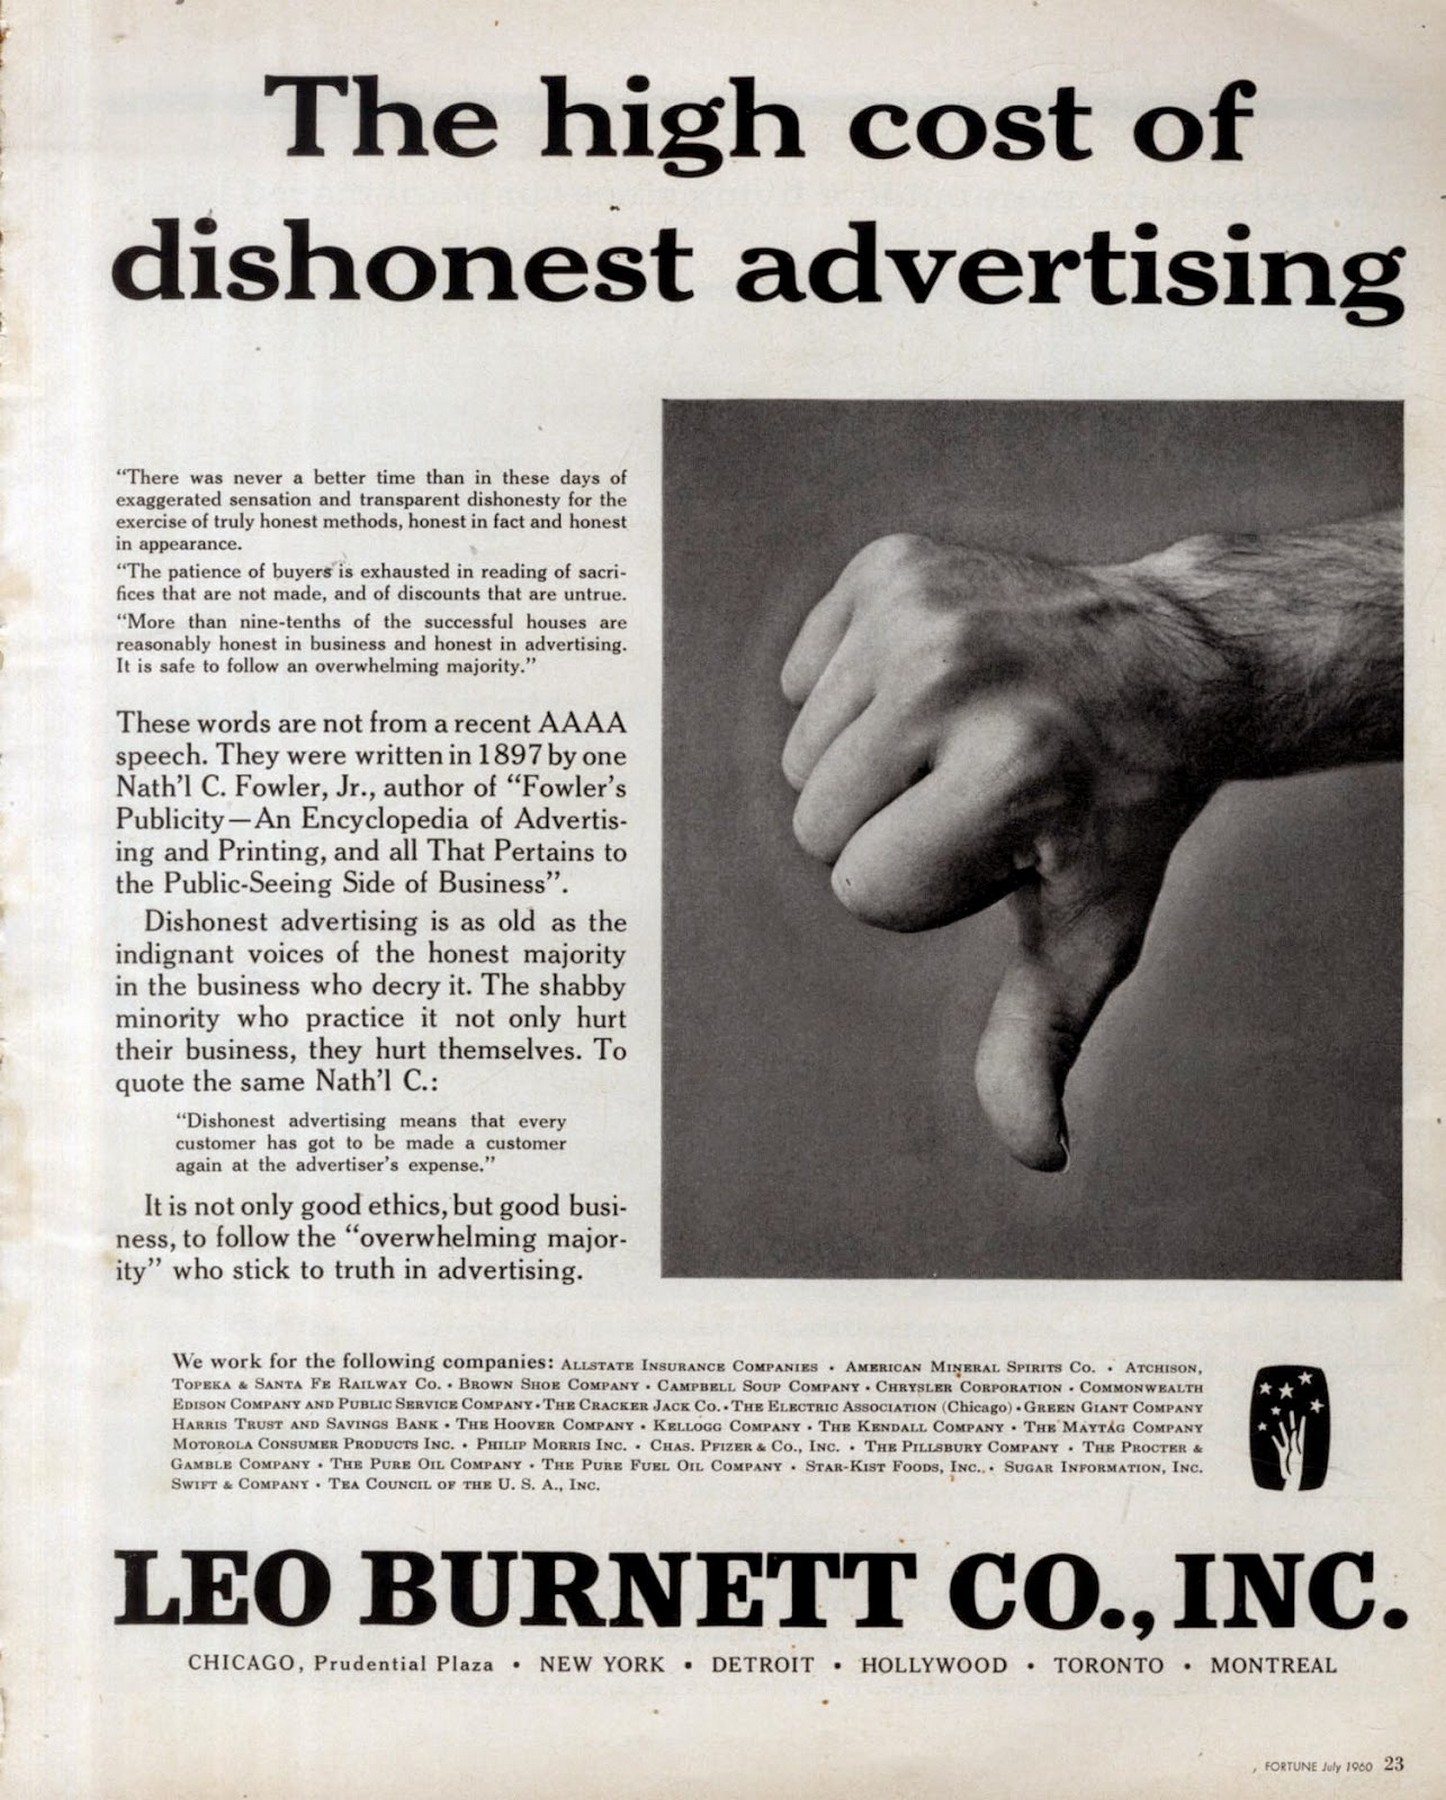 The high cost of
dishonest advertising
“There was never a better time than in these days of
exaggerated sensation and transparent dishonesty for the
exercise of truly honest methods, honest in fact and honest
in appearance.
“The patience of buyers is exhausted in reading of sacri-
fices that are not made, and of discounts that are untrue.
“More than nine-tenths of the successful houses are
reasonably honest in business and honest in advertising.
It is safe to follow an overwhelming majority.”
These words are not from a recent AAAA
speech. They were written in 1897 by one
Nath’l C. Fowler, Jr., author of “Fowler’s
Publicity—An Encyclopedia of Advertis-
ing and Printing, and all That Pertains to
the Public-Seeing Side of Business”.
Dishonest advertising is as old as the
indignant voices of the honest majority
in the business who decry it. The shabby
minority who practice it not only hurt
their business, they hurt themselves. To
quote the same Nath’l C.:
“Dishonest advertising means that every
customer has got to be made a customer
again at the advertiser’s expense.”
It is not only good ethics, but good busi-
ness, to follow the “overwhelming major-
ity” who stick to truth in advertising.
We work for the following companies: ALLSTATE INSURANCE COMPANIES • AMERICAN MINERAL SPIRITS CO. • ATCHISON,
TOPEKA & SANTA FE RAILWAY CO. • BROWN SHOE COMPANY • CAMPBELL SOUP COMPANY • CHRYSLER CORPORATION • COMMONWEALTH
EDISON COMPANY AND PUBLIC SERVICE COMPANY • THE CRACKER JACK CO. • THE ELECTRIC ASSOCIATION (Chicago) • GREEN GIANT COMPANY
HARRIS TRUST AND SAVINGS BANK • THE HOOVER COMPANY • KELLOGG COMPANY • THE KENDALL COMPANY • THE MAYTAG COMPANY
MOTOROLA CONSUMER PRODUCTS INC. • PHILIP MORRIS INC. • CHAS. PFIZER & CO., INC. • THE PILLSBURY COMPANY • THE PROCTER &
GAMBLE COMPANY • THE PURE OIL COMPANY • THE PURE FUEL OIL COMPANY • STAR-KIST FOODS, INC. • SUGAR INFORMATION, INC.
SWIFT & COMPANY • TEA COUNCIL OF THE U. S. A., INC.
LEO BURNETT CO., INC.
CHICAGO, Prudential Plaza • NEW YORK • DETROIT • HOLLYWOOD • TORONTO • MONTREAL
FORTUNE July 1960 23